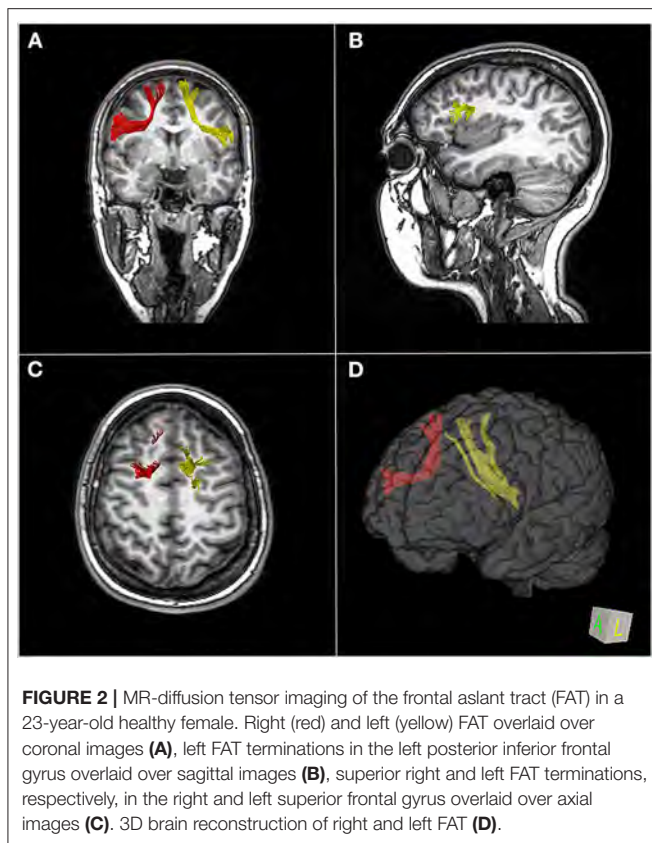 A
B
C
D
A L
FIGURE 2 | MR-diffusion tensor imaging of the frontal aslant tract (FAT) in a
23-year-old healthy female. Right (red) and left (yellow) FAT overlaid over
coronal images (A), left FAT terminations in the left posterior inferior frontal
gyrus overlaid over sagittal images (B), superior right and left FAT terminations,
respectively, in the right and left superior frontal gyrus overlaid over axial
images (C). 3D brain reconstruction of right and left FAT (D).